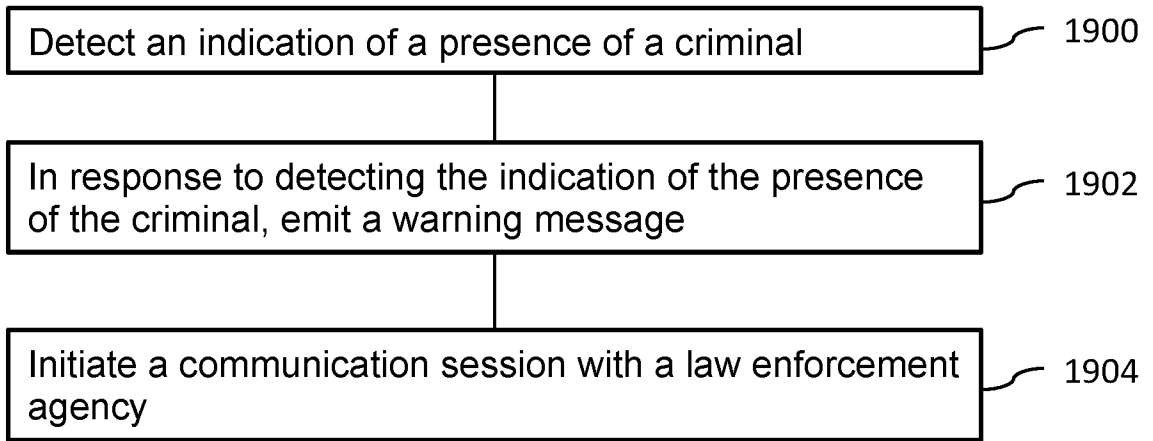 Detect an indication of a presence of a criminal
1900
In response to detecting the indication of the presence
of the criminal, emit a warning message
1902
Initiate a communication session with a law enforcement
agency
1904